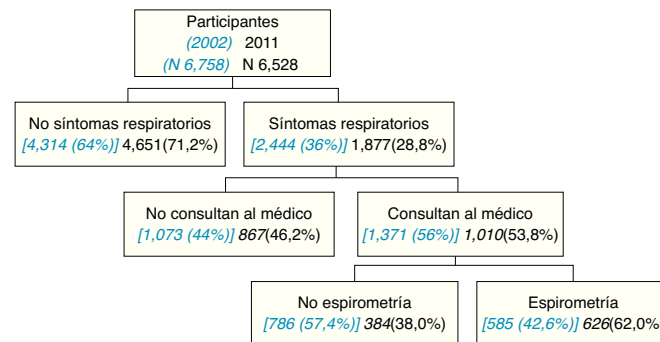 Participantes
(2002) 2011
(N 6,758) N 6,528
No síntomas respiratorios
[4,314 (64%)] 4,651(71,2%)
Síntomas respiratorios
[2,444 (36%)] 1,877(28,8%)
No consultan al médico
[1,073 (44%)] 867(46,2%)
Consultan al médico
[1,371 (56%)] 1,010(53,8%)
No espirometría
[786 (57,4%)] 384(38,0%)
Espirometría
[585 (42,6%)] 626(62,0%